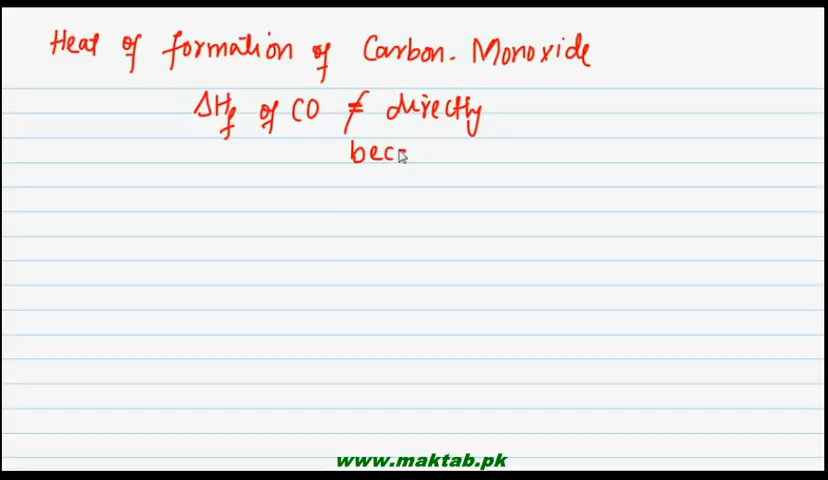 Heat of formation of Carbon. Monoxide
ΔHf of CO ≠ directly
bec
www.maktab.pk